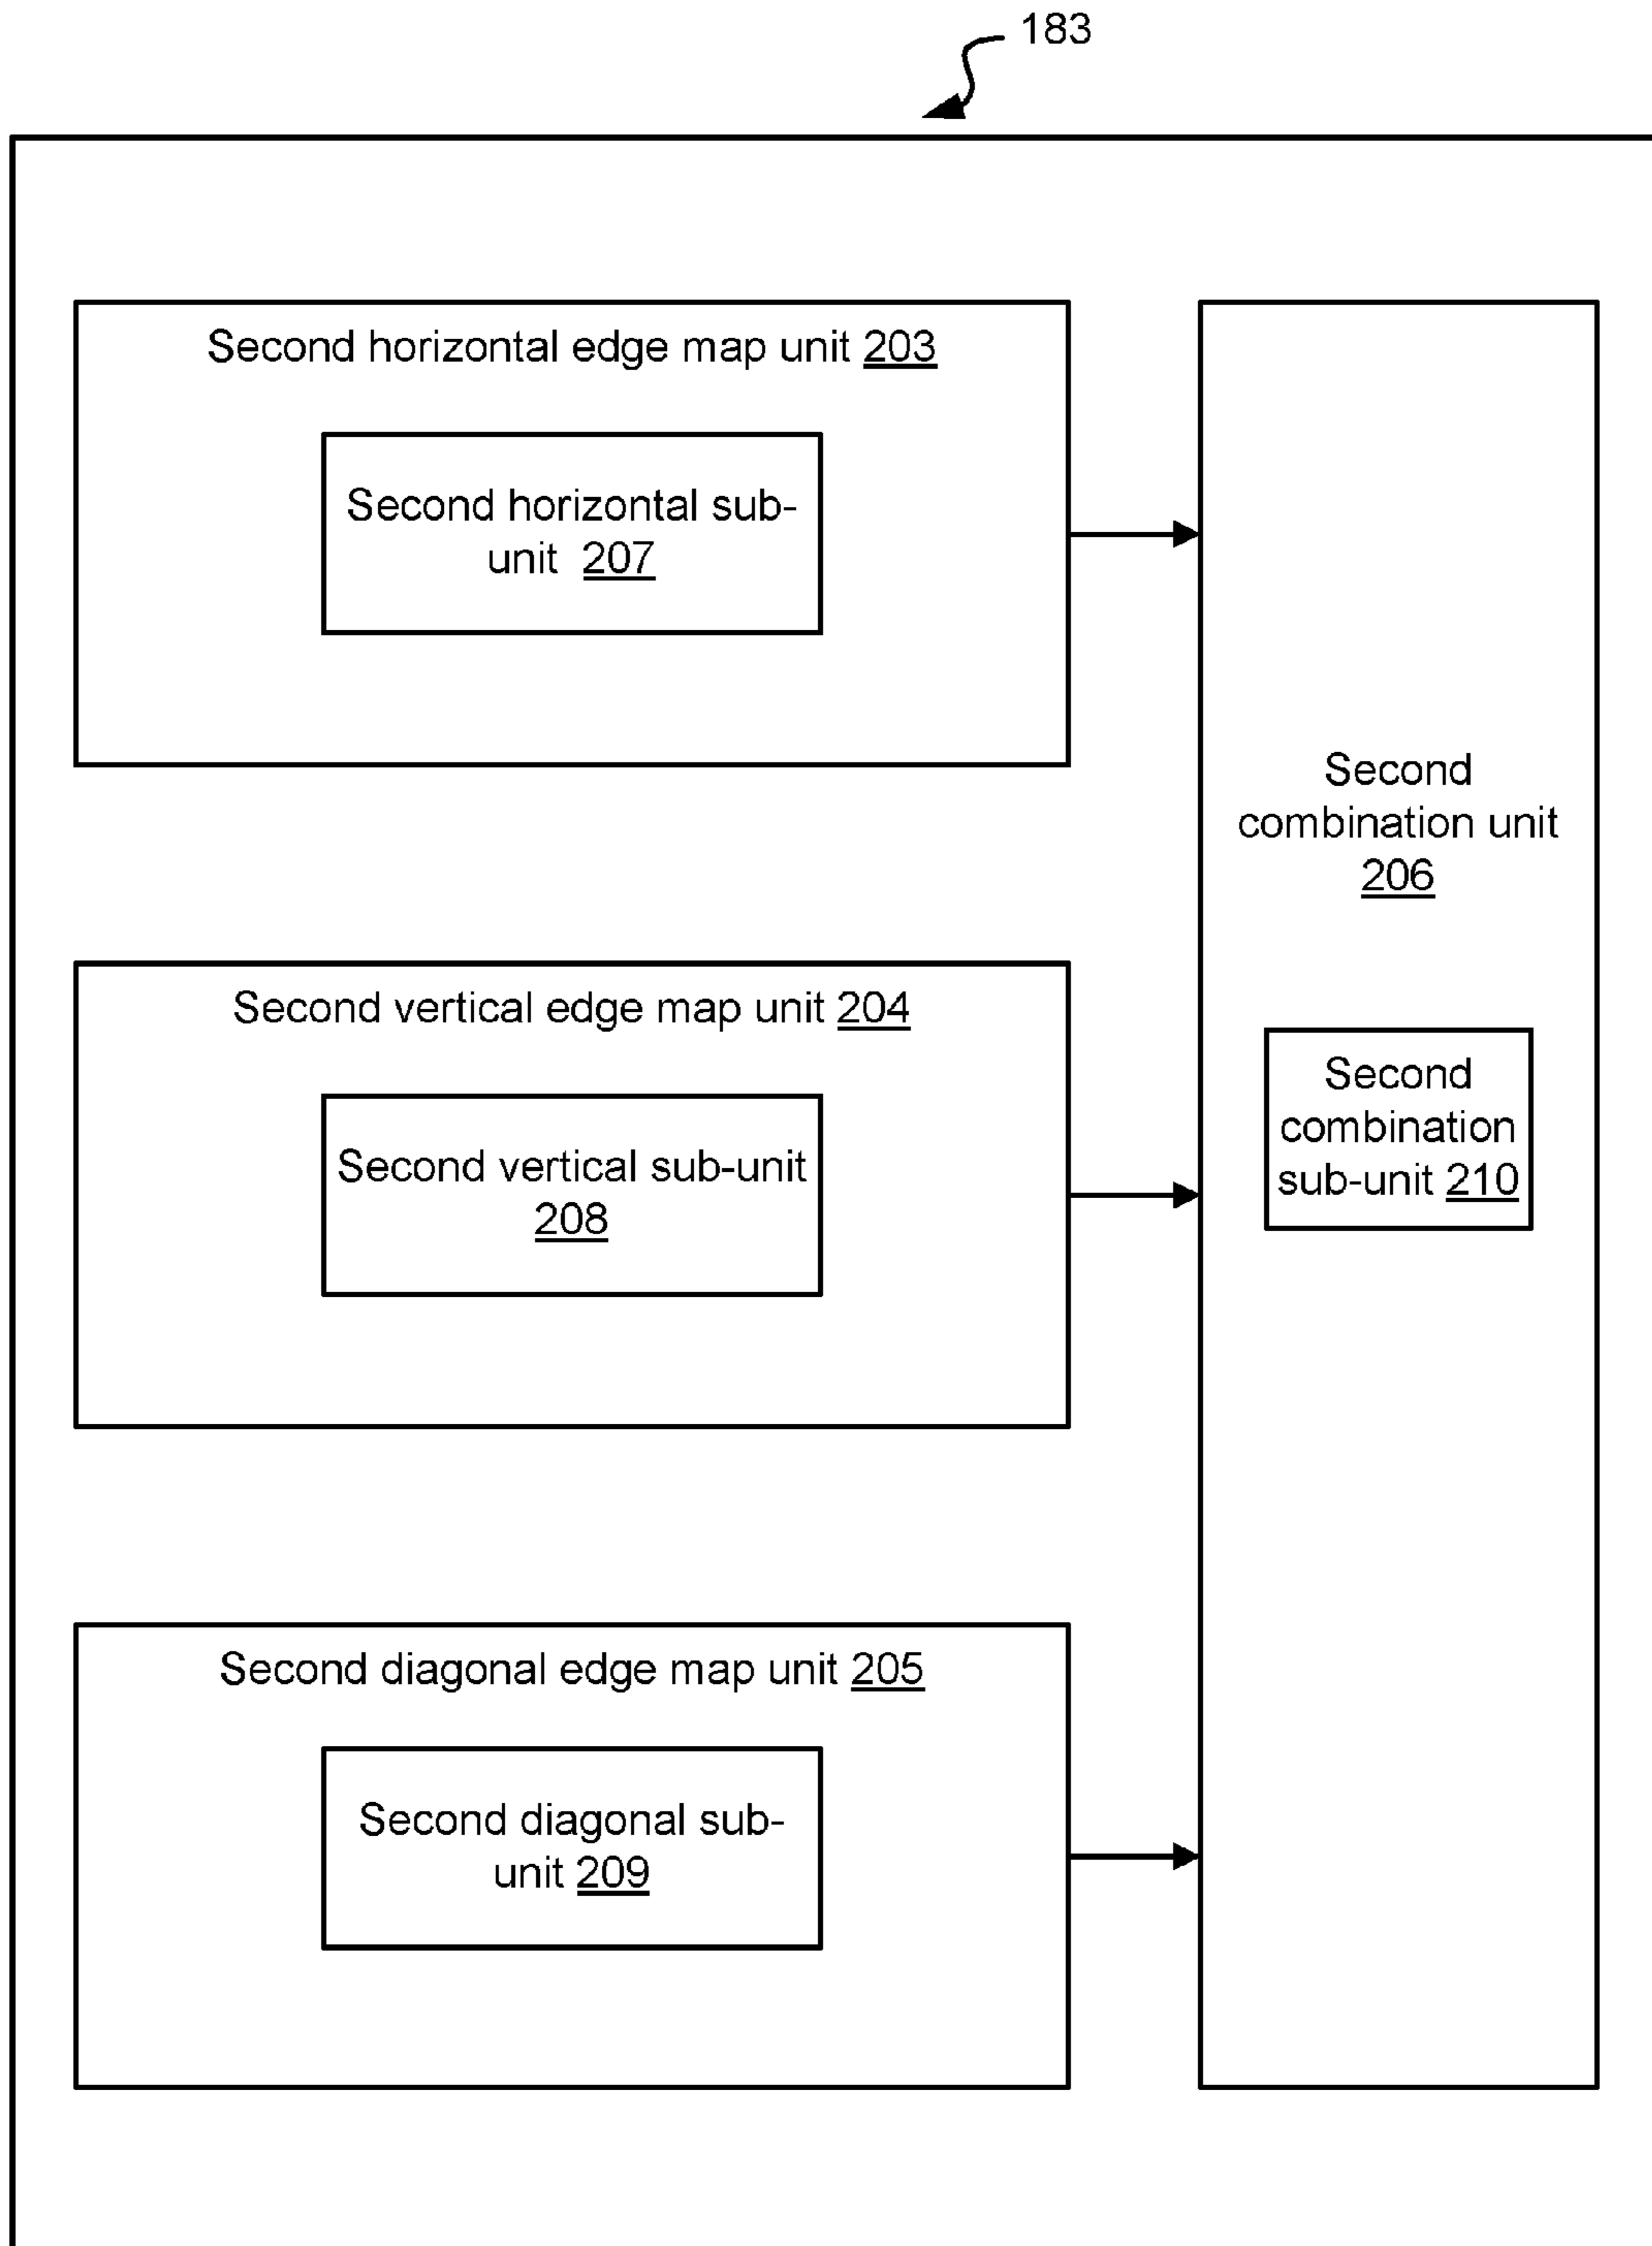 183
Second horizontal edge map unit 203
Second horizontal sub-
unit 207
Second
combination unit
206
Second vertical edge map unit 204
Second vertical sub-unit
208
Second
combination
sub-unit 210
Second diagonal edge map unit 205
Second diagonal sub-
unit 209